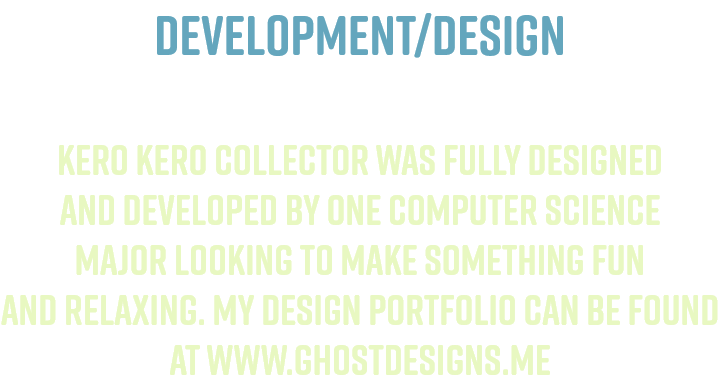 DEVELOPMENT/DESIGN
KERO KERO COLLECTOR WAS FULLY DESIGNED
AND DEVELOPED BY ONE COMPUTER SCIENCE
MAJOR LOOKING TO MAKE SOMETHING FUN
AND RELAXING. MY DESIGN PORTFOLIO CAN BE FOUND
AT WWW.GHOSTDESIGNS.ME